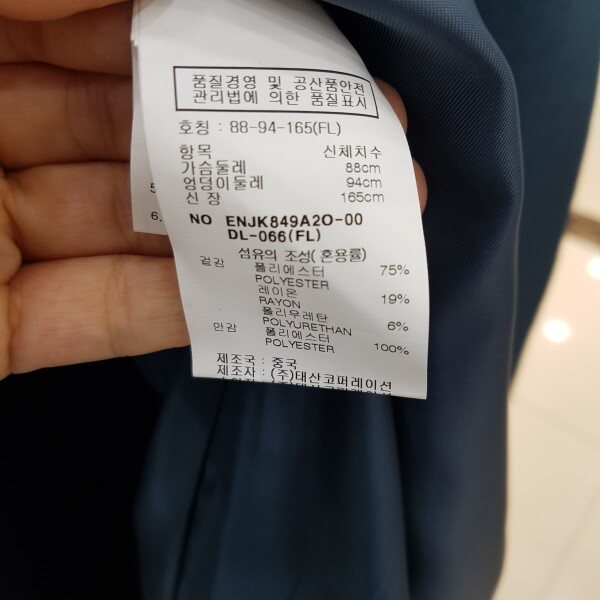 품질경영 및 공산품안전
관리법에 의한 품질표시
호칭 : 88-94-165(FL)
항목 신체치수
가슴둘레 88cm
엉덩이둘레 94cm
신 장 165cm
NO ENJK849A2O-00
DL-066(FL)
섬유의 조성( 혼용률)
겉감 폴리에스터 75%
POLYESTER
레이온 19%
RAYON
폴리우레탄 6%
POLYURETHAN
안감 폴리에스터 100%
POLYESTER
제조국 : 중국
제조자 : (주)태산코퍼레이션